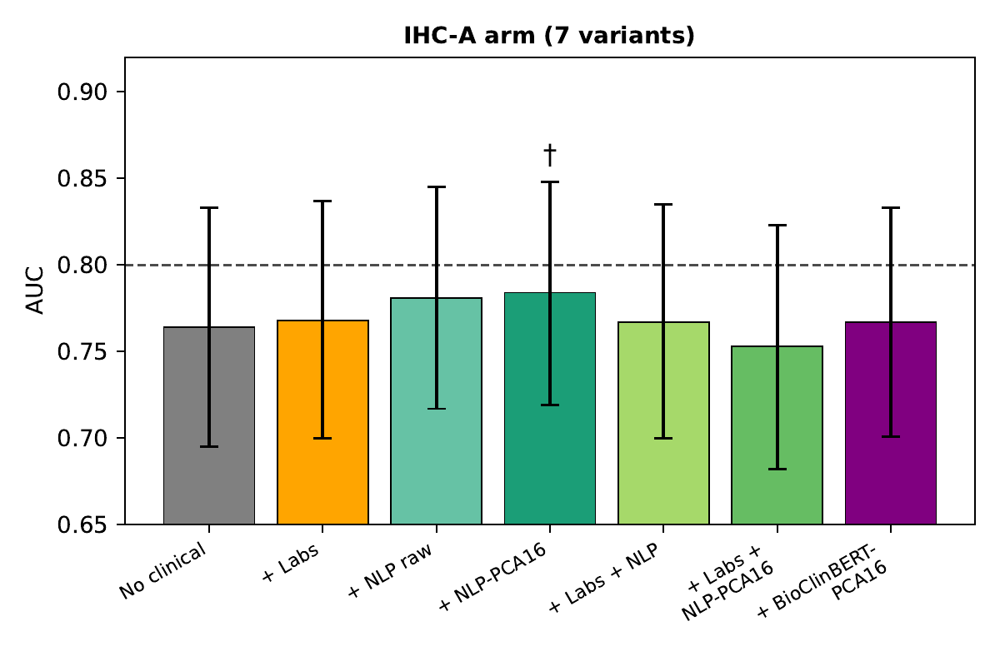 IHC-A arm (7 variants)
AUC
0.90
0.85
0.80
0.75
0.70
0.65
†
No clinical
+ Labs
+ NLP raw
+ NLP-PCA16
+ Labs + NLP
+ Labs +
NLP-PCA16
+ BioClinBERT-
PCA16